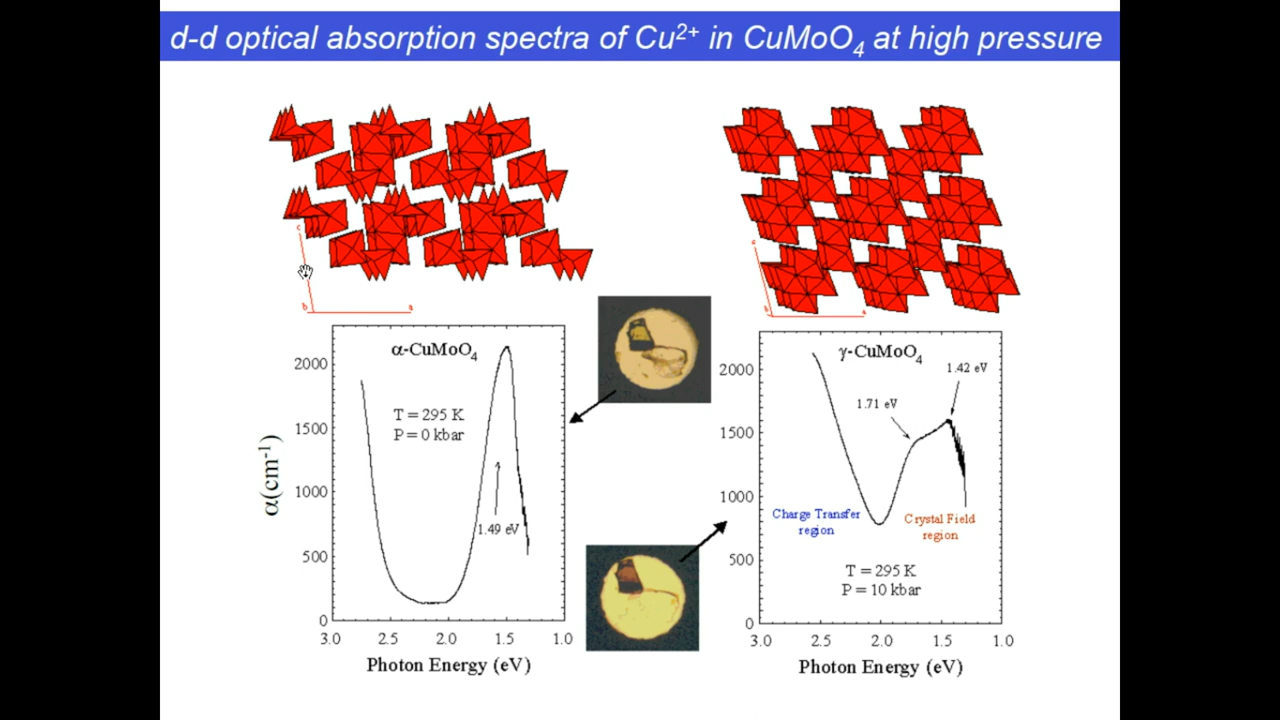 d-d optical absorption spectra of Cu²⁺ in CuMoO₄ at high pressure
c
b
a
c
b
a
α-CuMoO₄
T = 295 K
P = 0 kbar
1.49 eV
α(cm⁻¹)
2000
1500
1000
500
0
3.0 2.5 2.0 1.5 1.0
Photon Energy (eV)
γ-CuMoO₄
1.42 eV
1.71 eV
Charge Transfer
region
Crystal Field
region
T = 295 K
P = 10 kbar
2000
1500
1000
500
0
3.0 2.5 2.0 1.5 1.0
Photon Energy (eV)